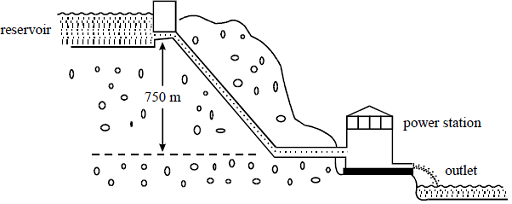 reservoir
750 m
power station
outlet